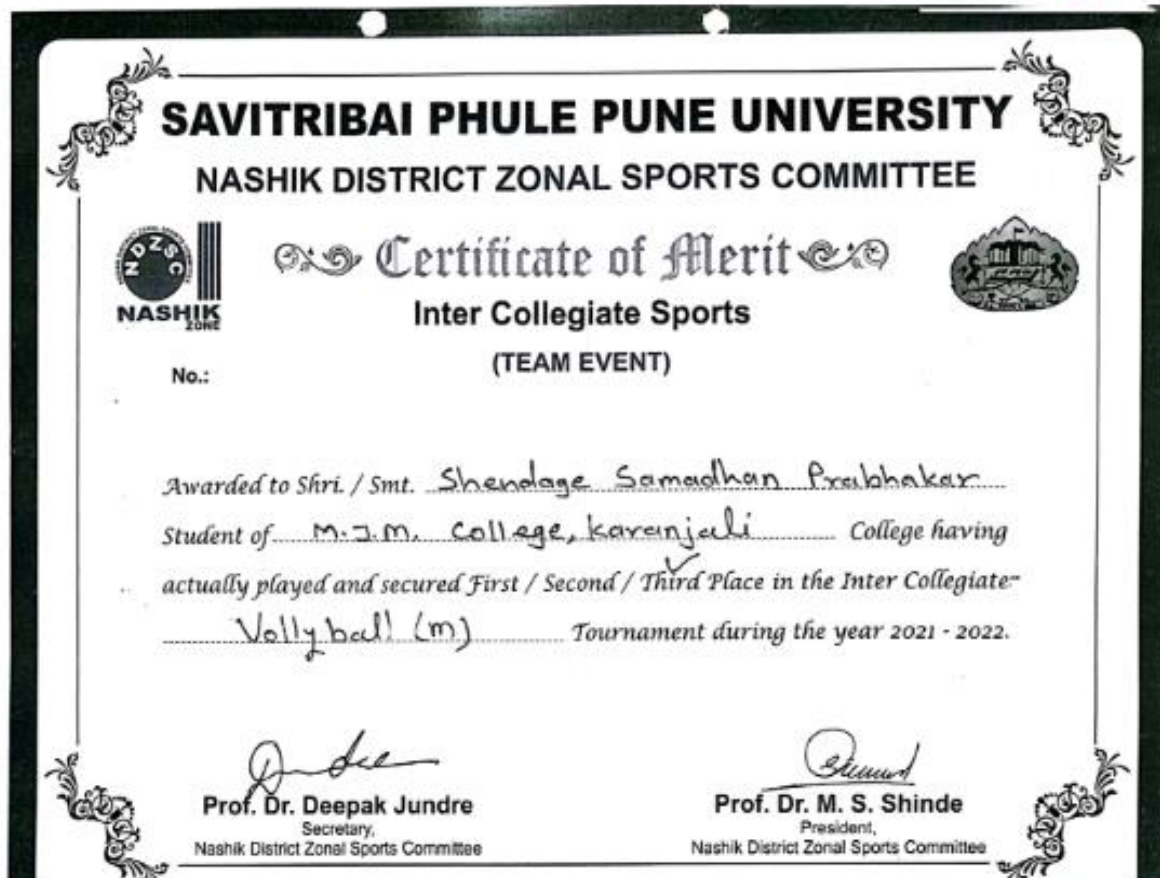 SAVITRIBAI PHULE PUNE UNIVERSITY
NASHIK DISTRICT ZONAL SPORTS COMMITTEE
NDZSC
NASHIK
ZONE
Certificate of Merit
Inter Collegiate Sports
(TEAM EVENT)
No.:
Awarded to Shri. / Smt. Shendage Samadhan Prabhakar
Student of M.J.M. College, Karanjali College having
actually played and secured First / Second / Third Place in the Inter Collegiate-
Vollyball (m) Tournament during the year 2021 - 2022.
Prof. Dr. Deepak Jundre
Secretary,
Nashik District Zonal Sports Committee
Prof. Dr. M. S. Shinde
President,
Nashik District Zonal Sports Committee